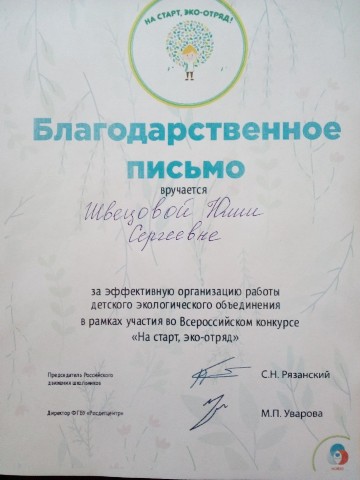 НА СТАРТ, ЭКО-ОТРЯД!
Благодарственное
письмо
вручается
Швецовой Юлии
Сергеевне
за эффективную организацию работы
детского экологического объединения
в рамках участия во Всероссийском конкурсе
«На старт, эко-отряд»
Председатель Российского
движения школьников
С.Н. Рязанский
Директор ФГБУ «Росдетцентр»
М.П. Уварова